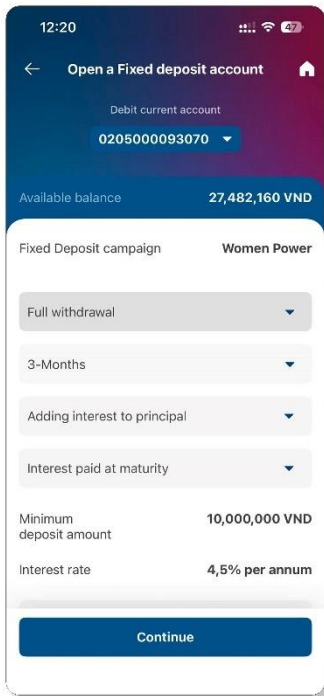 12:20
47
Open a Fixed deposit account
Debit current account
0205000093070
Available balance 27,482,160 VND
Fixed Deposit campaign Women Power
Full withdrawal
3-Months
Adding interest to principal
Interest paid at maturity
Minimum 10,000,000 VND
deposit amount
Interest rate 4,5% per annum
Continue